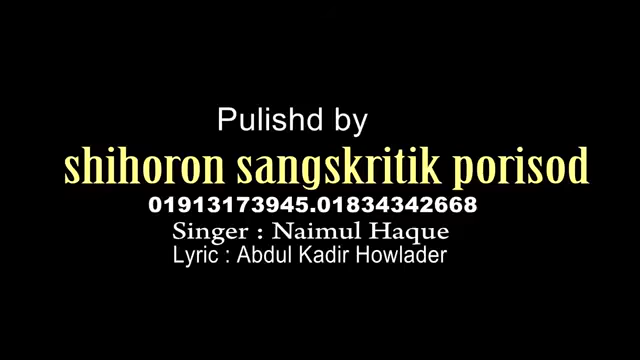 Pulishd by
shihoron sangskritik porisod
01913173945.01834342668
Singer : Naimul Haque
Lyric : Abdul Kadir Howlader